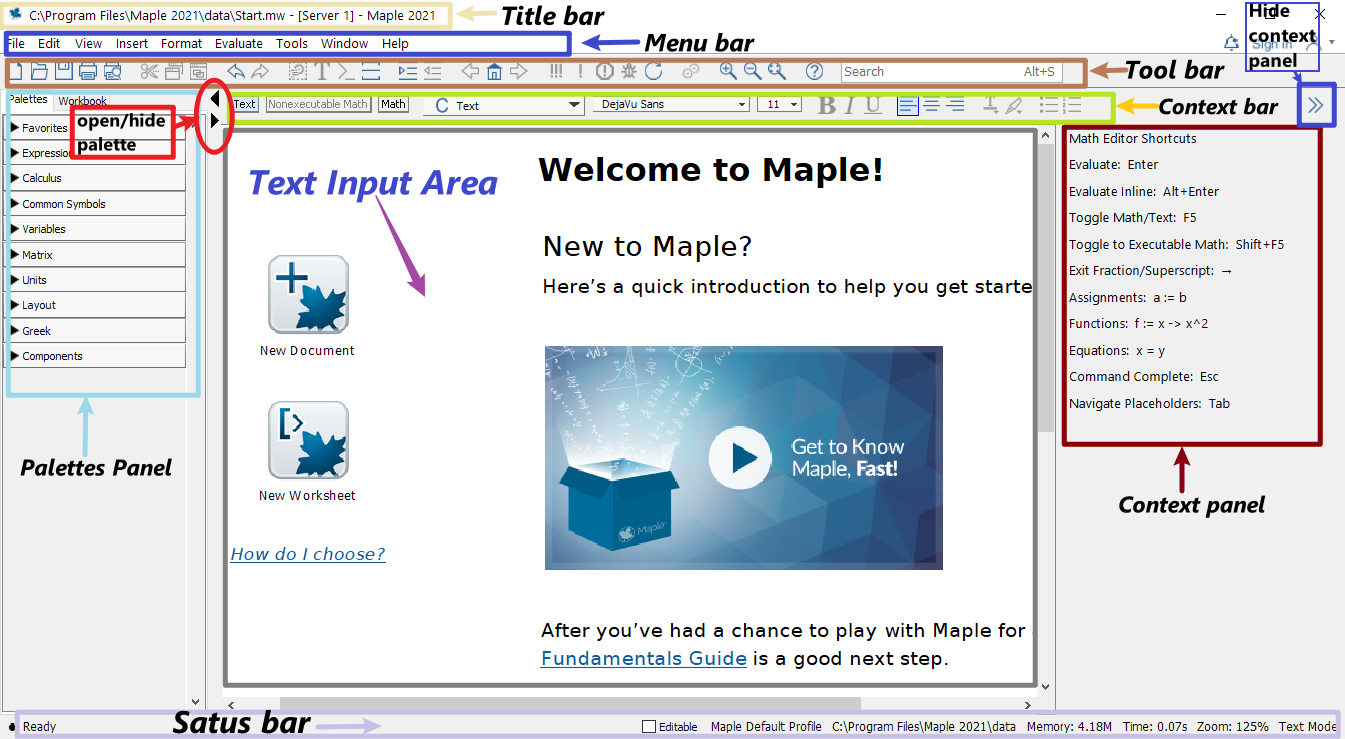 C:\Program Files\Maple 2021\data\Start.mw - [Server 1] - Maple 2021
Title bar
Hide
context
panel
File Edit View Insert Format Evaluate Tools Window Help
Menu bar
Sign in
Search Alt+S
Tool bar
Palettes Workbook
Text Nonexecutable Math Math C Text DejaVu Sans 11 B I U
Context bar
open/hide
palette
Favorites
Expression
Calculus
Common Symbols
Variables
Matrix
Units
Layout
Greek
Components
Palettes Panel
Text Input Area
New Document
New Worksheet
How do I choose?
Welcome to Maple!
New to Maple?
Here's a quick introduction to help you get starte
Get to Know
Maple, Fast!
Maple
After you've had a chance to play with Maple for
Fundamentals Guide is a good next step.
Math Editor Shortcuts
Evaluate: Enter
Evaluate Inline: Alt+Enter
Toggle Math/Text: F5
Toggle to Executable Math: Shift+F5
Exit Fraction/Superscript: →
Assignments: a := b
Functions: f := x -> x^2
Equations: x = y
Command Complete: Esc
Navigate Placeholders: Tab
Context panel
Ready
Satus bar
Editable Maple Default Profile C:\Program Files\Maple 2021\data Memory: 4.18M Time: 0.07s Zoom: 125% Text Mode